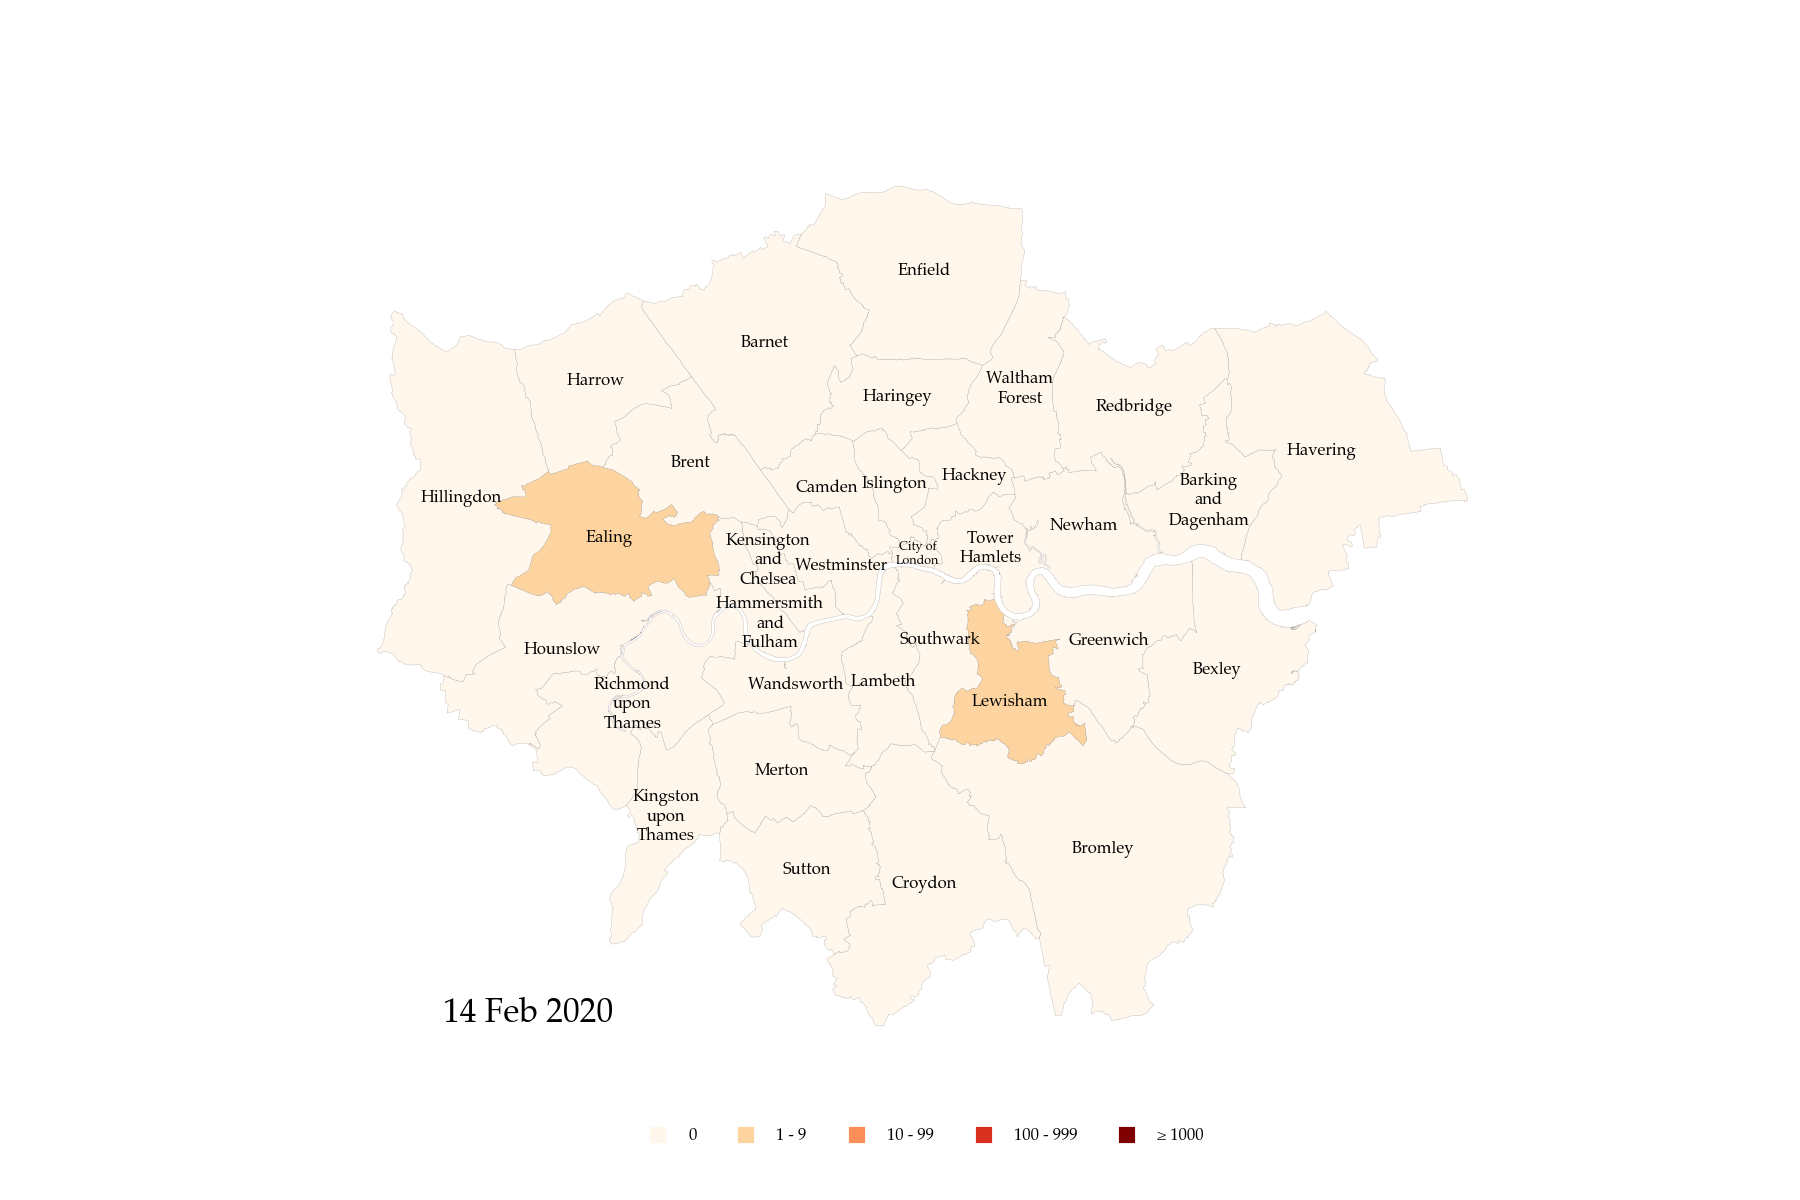 Enfield
Barnet
Harrow
Waltham
Forest
Haringey
Redbridge
Havering
Brent
Hillingdon
Camden
Islington
Hackney
Barking
and
Dagenham
Newham
Ealing
Kensington
and
Chelsea
Westminster
City of
London
Tower
Hamlets
Hammersmith
and
Fulham
Hounslow
Southwark
Greenwich
Bexley
Richmond
upon
Thames
Wandsworth
Lambeth
Lewisham
Merton
Kingston
upon
Thames
Sutton
Croydon
Bromley
14 Feb 2020
0 1 - 9 10 - 99 100 - 999 ≥ 1000